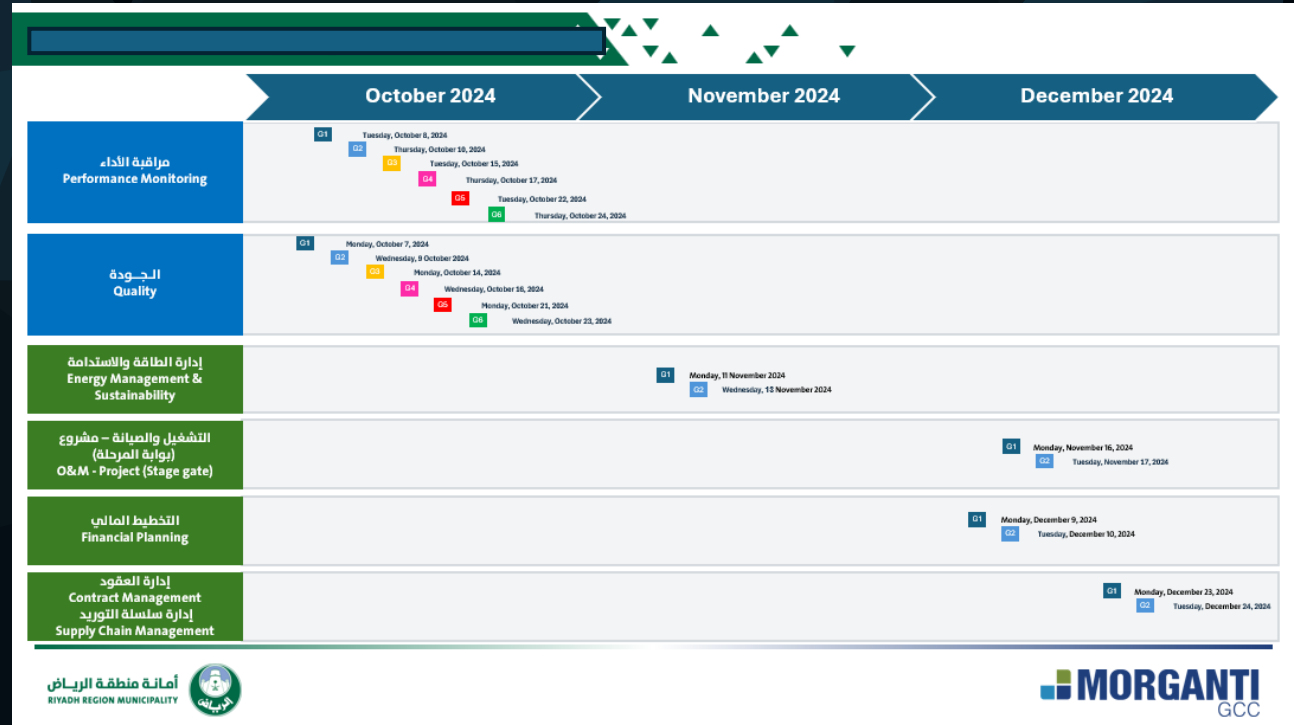 October 2024
November 2024
December 2024
مراقبة الأداء
Performance Monitoring
G1 Tuesday, October 8, 2024
G2 Thursday, October 10, 2024
G3 Tuesday, October 15, 2024
G4 Thursday, October 17, 2024
G5 Tuesday, October 22, 2024
G6 Thursday, October 24, 2024
الـجــودة
Quality
G1 Monday, October 7, 2024
G2 Wednesday, 9 October 2024
G3 Monday, October 14, 2024
G4 Wednesday, October 16, 2024
G5 Monday, October 21, 2024
G6 Wednesday, October 23, 2024
إدارة الطاقة والاستدامة
Energy Management &
Sustainability
G1 Monday, 11 November 2024
G2 Wednesday, November 2024
التشغيل والصيانة – مشروع
(بوابة المرحلة)
O&M - Project (Stage gate)
G1 Monday, November 16, 2024
G2 Tuesday, November 17, 2024
التخطيط المالي
Financial Planning
G1 Monday, December 9, 2024
G2 Tuesday, December 10, 2024
إدارة العقود
Contract Management
إدارة سلسلة التوريد
Supply Chain Management
G1 Monday, December 23, 2024
G2 Tuesday, December 24, 2024
أمـانـة منطقـة الريــاض
RIYADH REGION MUNICIPALITY
الرياض
MORGANTI
GCC